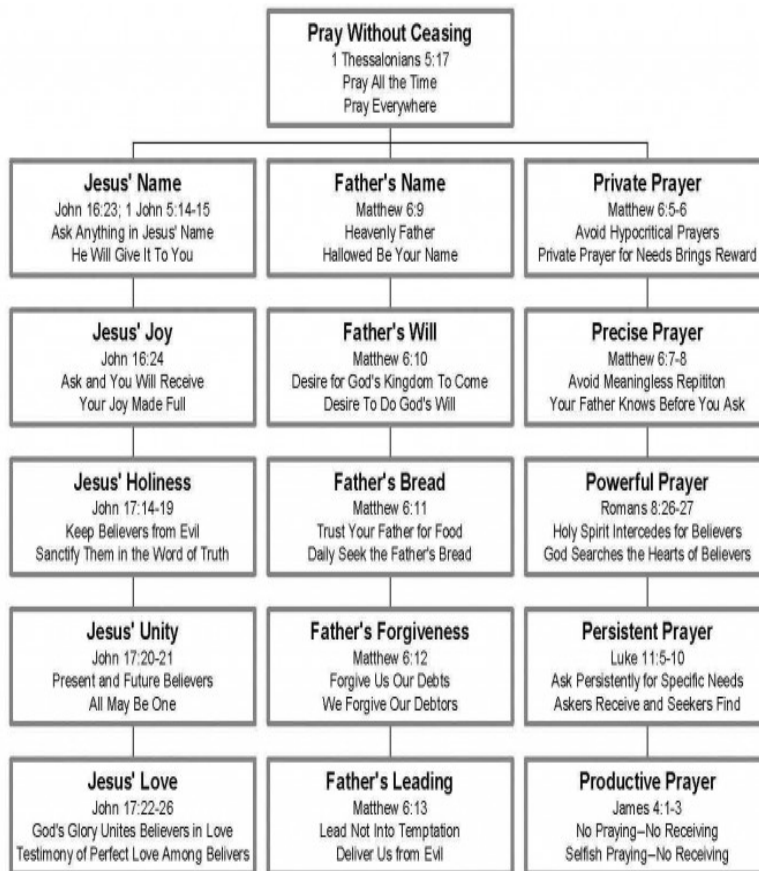 Pray Without Ceasing
1 Thessalonians 5:17
Pray All the Time
Pray Everywhere
Jesus' Name
John 16:23; 1 John 5:14-15
Ask Anything in Jesus' Name
He Will Give It To You
Father's Name
Matthew 6:9
Heavenly Father
Hallowed Be Your Name
Private Prayer
Matthew 6:5-6
Avoid Hypocritical Prayers
Private Prayer for Needs Brings Reward
Jesus' Joy
John 16:24
Ask and You Will Receive
Your Joy Made Full
Father's Will
Matthew 6:10
Desire for God's Kingdom To Come
Desire To Do God's Will
Precise Prayer
Matthew 6:7-8
Avoid Meaningless Repititon
Your Father Knows Before You Ask
Jesus' Holiness
John 17:14-19
Keep Believers from Evil
Sanctify Them in the Word of Truth
Father's Bread
Matthew 6:11
Trust Your Father for Food
Daily Seek the Father's Bread
Powerful Prayer
Romans 8:26-27
Holy Spirit Intercedes for Believers
God Searches the Hearts of Believers
Jesus' Unity
John 17:20-21
Present and Future Believers
All May Be One
Father's Forgiveness
Matthew 6:12
Forgive Us Our Debts
We Forgive Our Debtors
Persistent Prayer
Luke 11:5-10
Ask Persistently for Specific Needs
Askers Receive and Seekers Find
Jesus' Love
John 17:22-26
God's Glory Unites Believers in Love
Testimony of Perfect Love Among Belivers
Father's Leading
Matthew 6:13
Lead Not Into Temptation
Deliver Us from Evil
Productive Prayer
James 4:1-3
No Praying–No Receiving
Selfish Praying–No Receiving